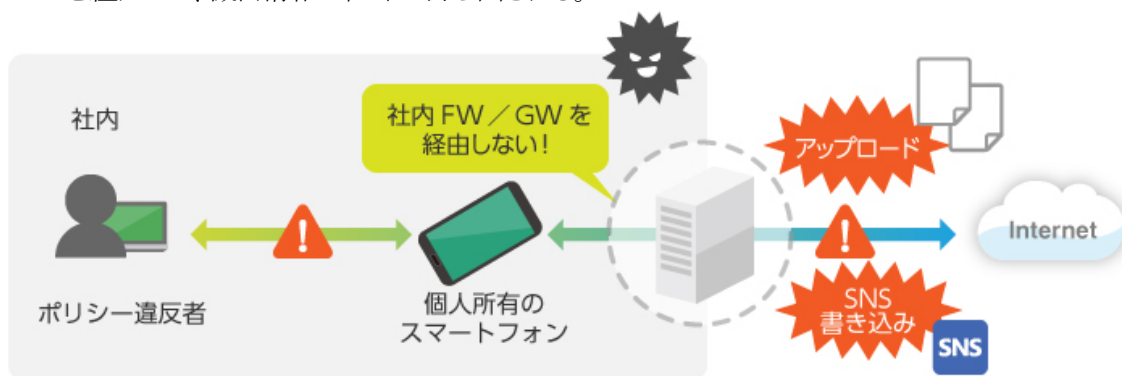 社内
社内 FW ／ GW を
経由しない！
アップロード
Internet
ポリシー違反者
個人所有の
スマートフォン
SNS
書き込み
SNS